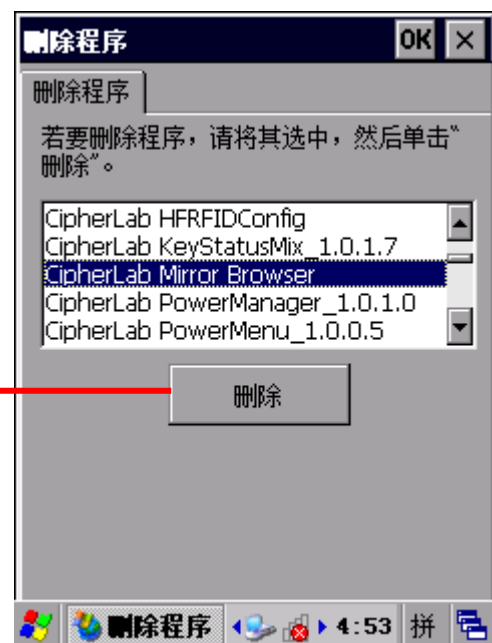 删除程序 OK ×
删除程序
若要删除程序，请将其选中，然后单击“
删除”。
CipherLab HFRFIDConfig
CipherLab KeyStatusMix_1.0.1.7
CipherLab Mirror Browser
CipherLab PowerManager_1.0.1.0
CipherLab PowerMenu_1.0.0.5
删除
删除程序 4:53 拼